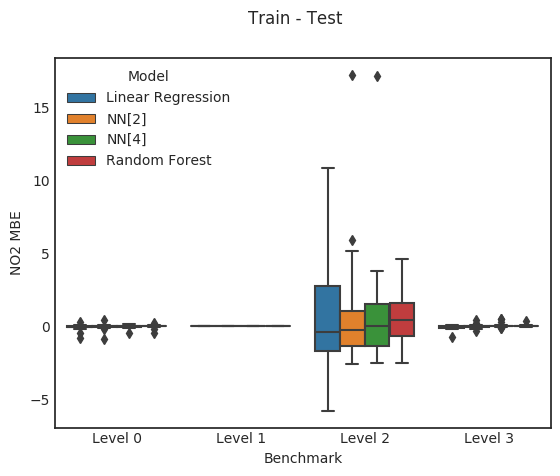 Train - Test
Model
Linear Regression
NN[2]
NN[4]
Random Forest
NO2 MBE
15
10
5
0
−5
Level 0
Level 1
Level 2
Level 3
Benchmark